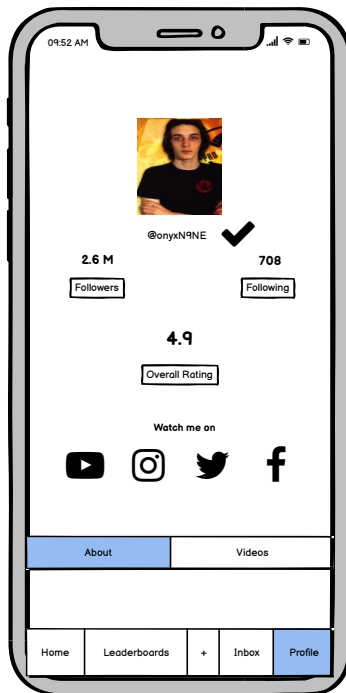 09:52 AM
@onyxN9NE
2.6 M
708
Followers
Following
4.9
Overall Rating
Watch me on
About
Videos
Home
Leaderboards
+
Inbox
Profile